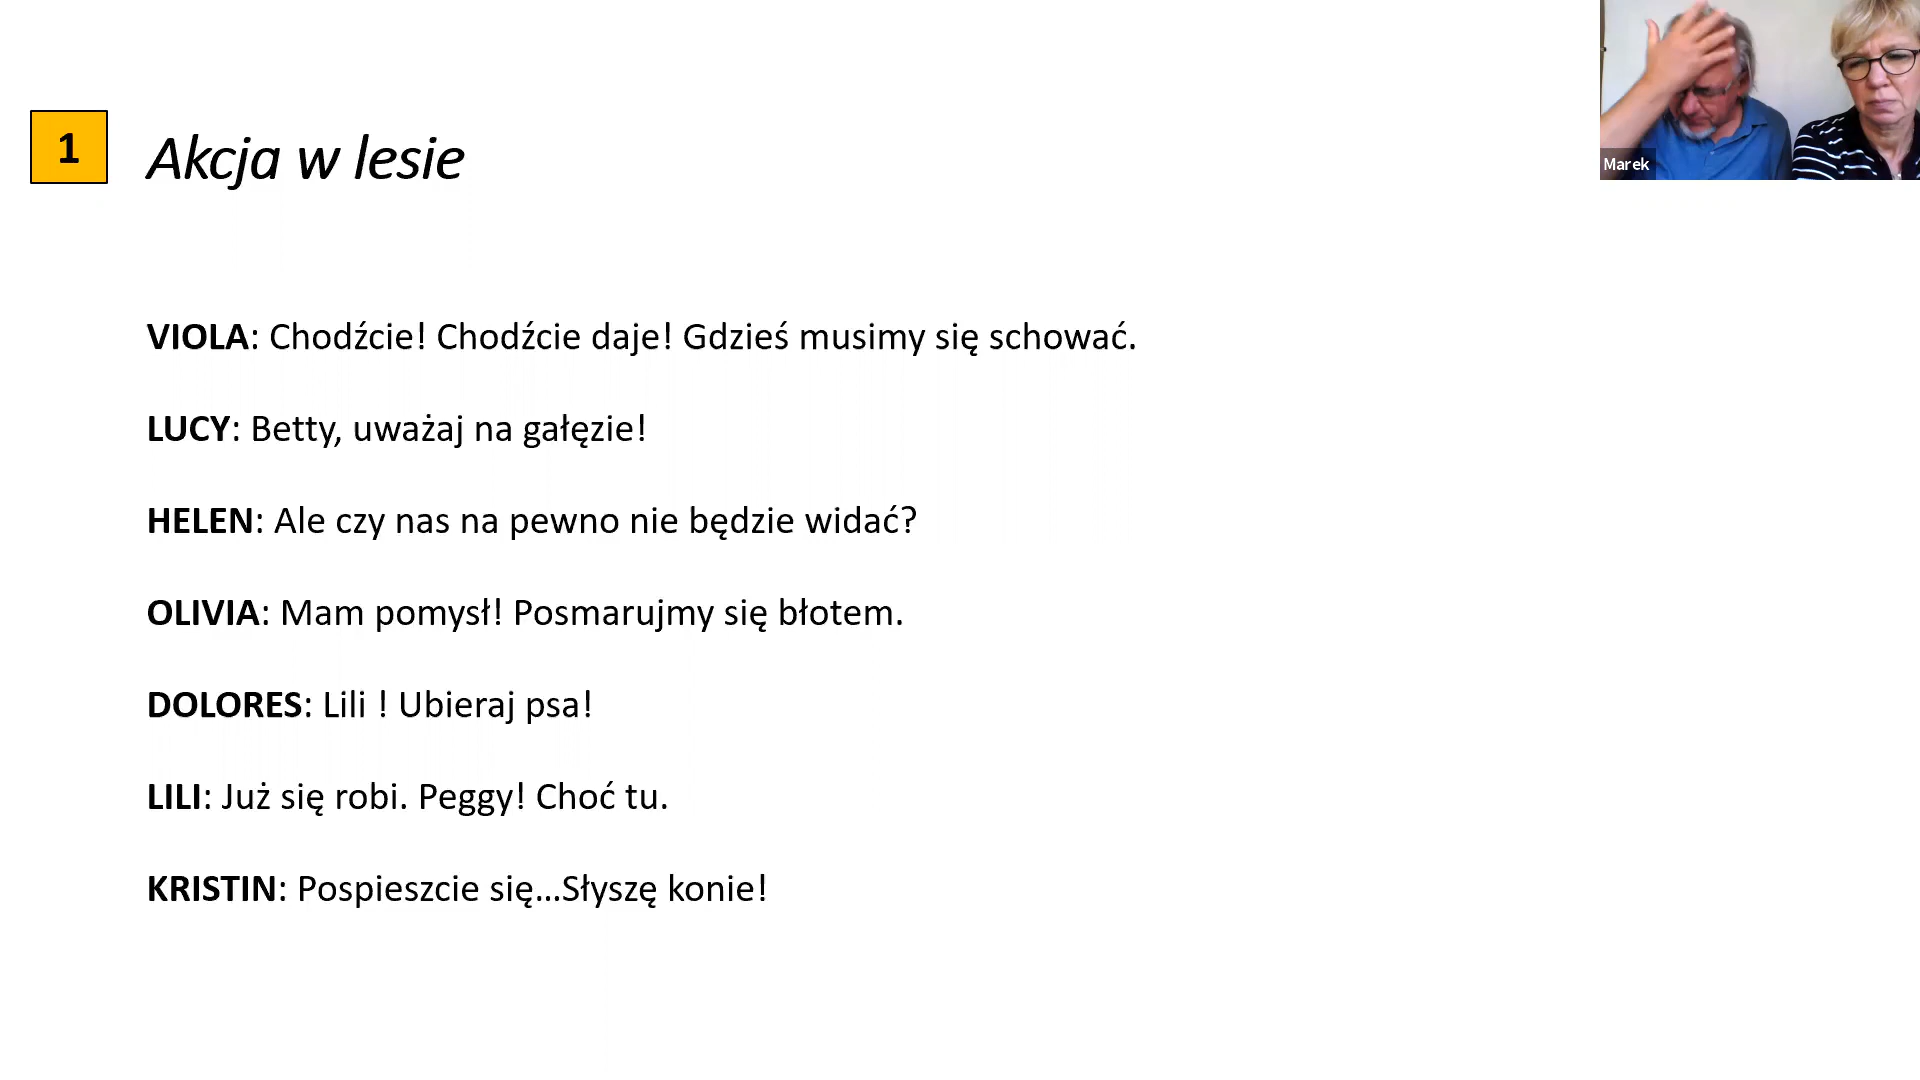 1
Akcja w lesie
Marek
VIOLA: Chodźcie! Chodźcie daje! Gdzieś musimy się schować.
LUCY: Betty, uważaj na gałęzie!
HELEN: Ale czy nas na pewno nie będzie widać?
OLIVIA: Mam pomysł! Posmarujmy się błotem.
DOLORES: Lili ! Ubieraj psa!
LILI: Już się robi. Peggy! Choć tu.
KRISTIN: Pospieszcie się...Słyszę konie!